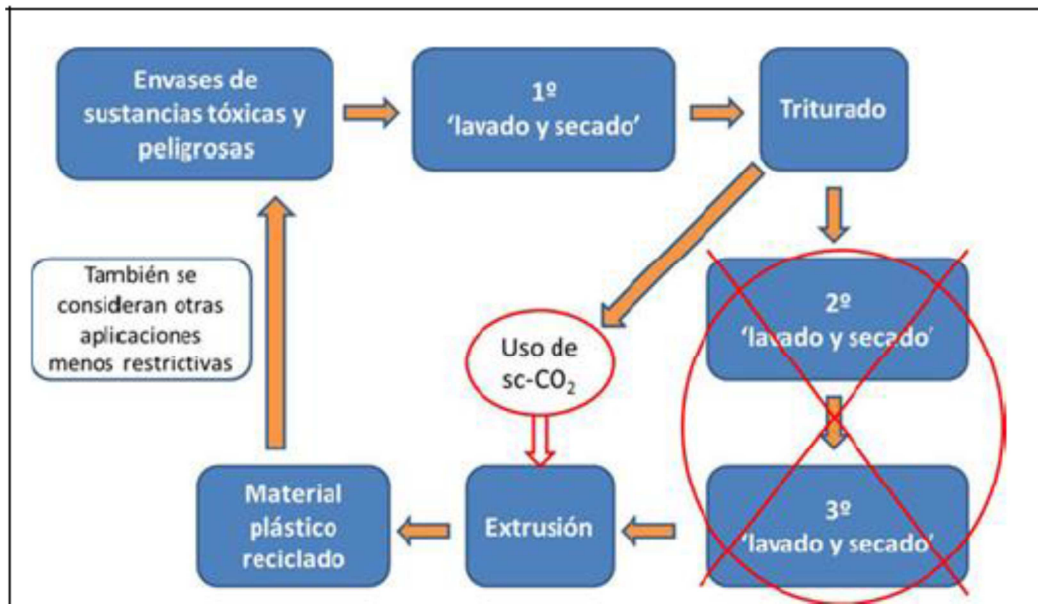 Envases de
sustancias tóxicas y
peligrosas
1º
‘lavado y secado’
Triturado
2º
‘lavado y secado’
3º
‘lavado y secado’
Uso de
sc-CO₂
Extrusión
Material
plástico
reciclado
También se
consideran otras
aplicaciones
menos restrictivas